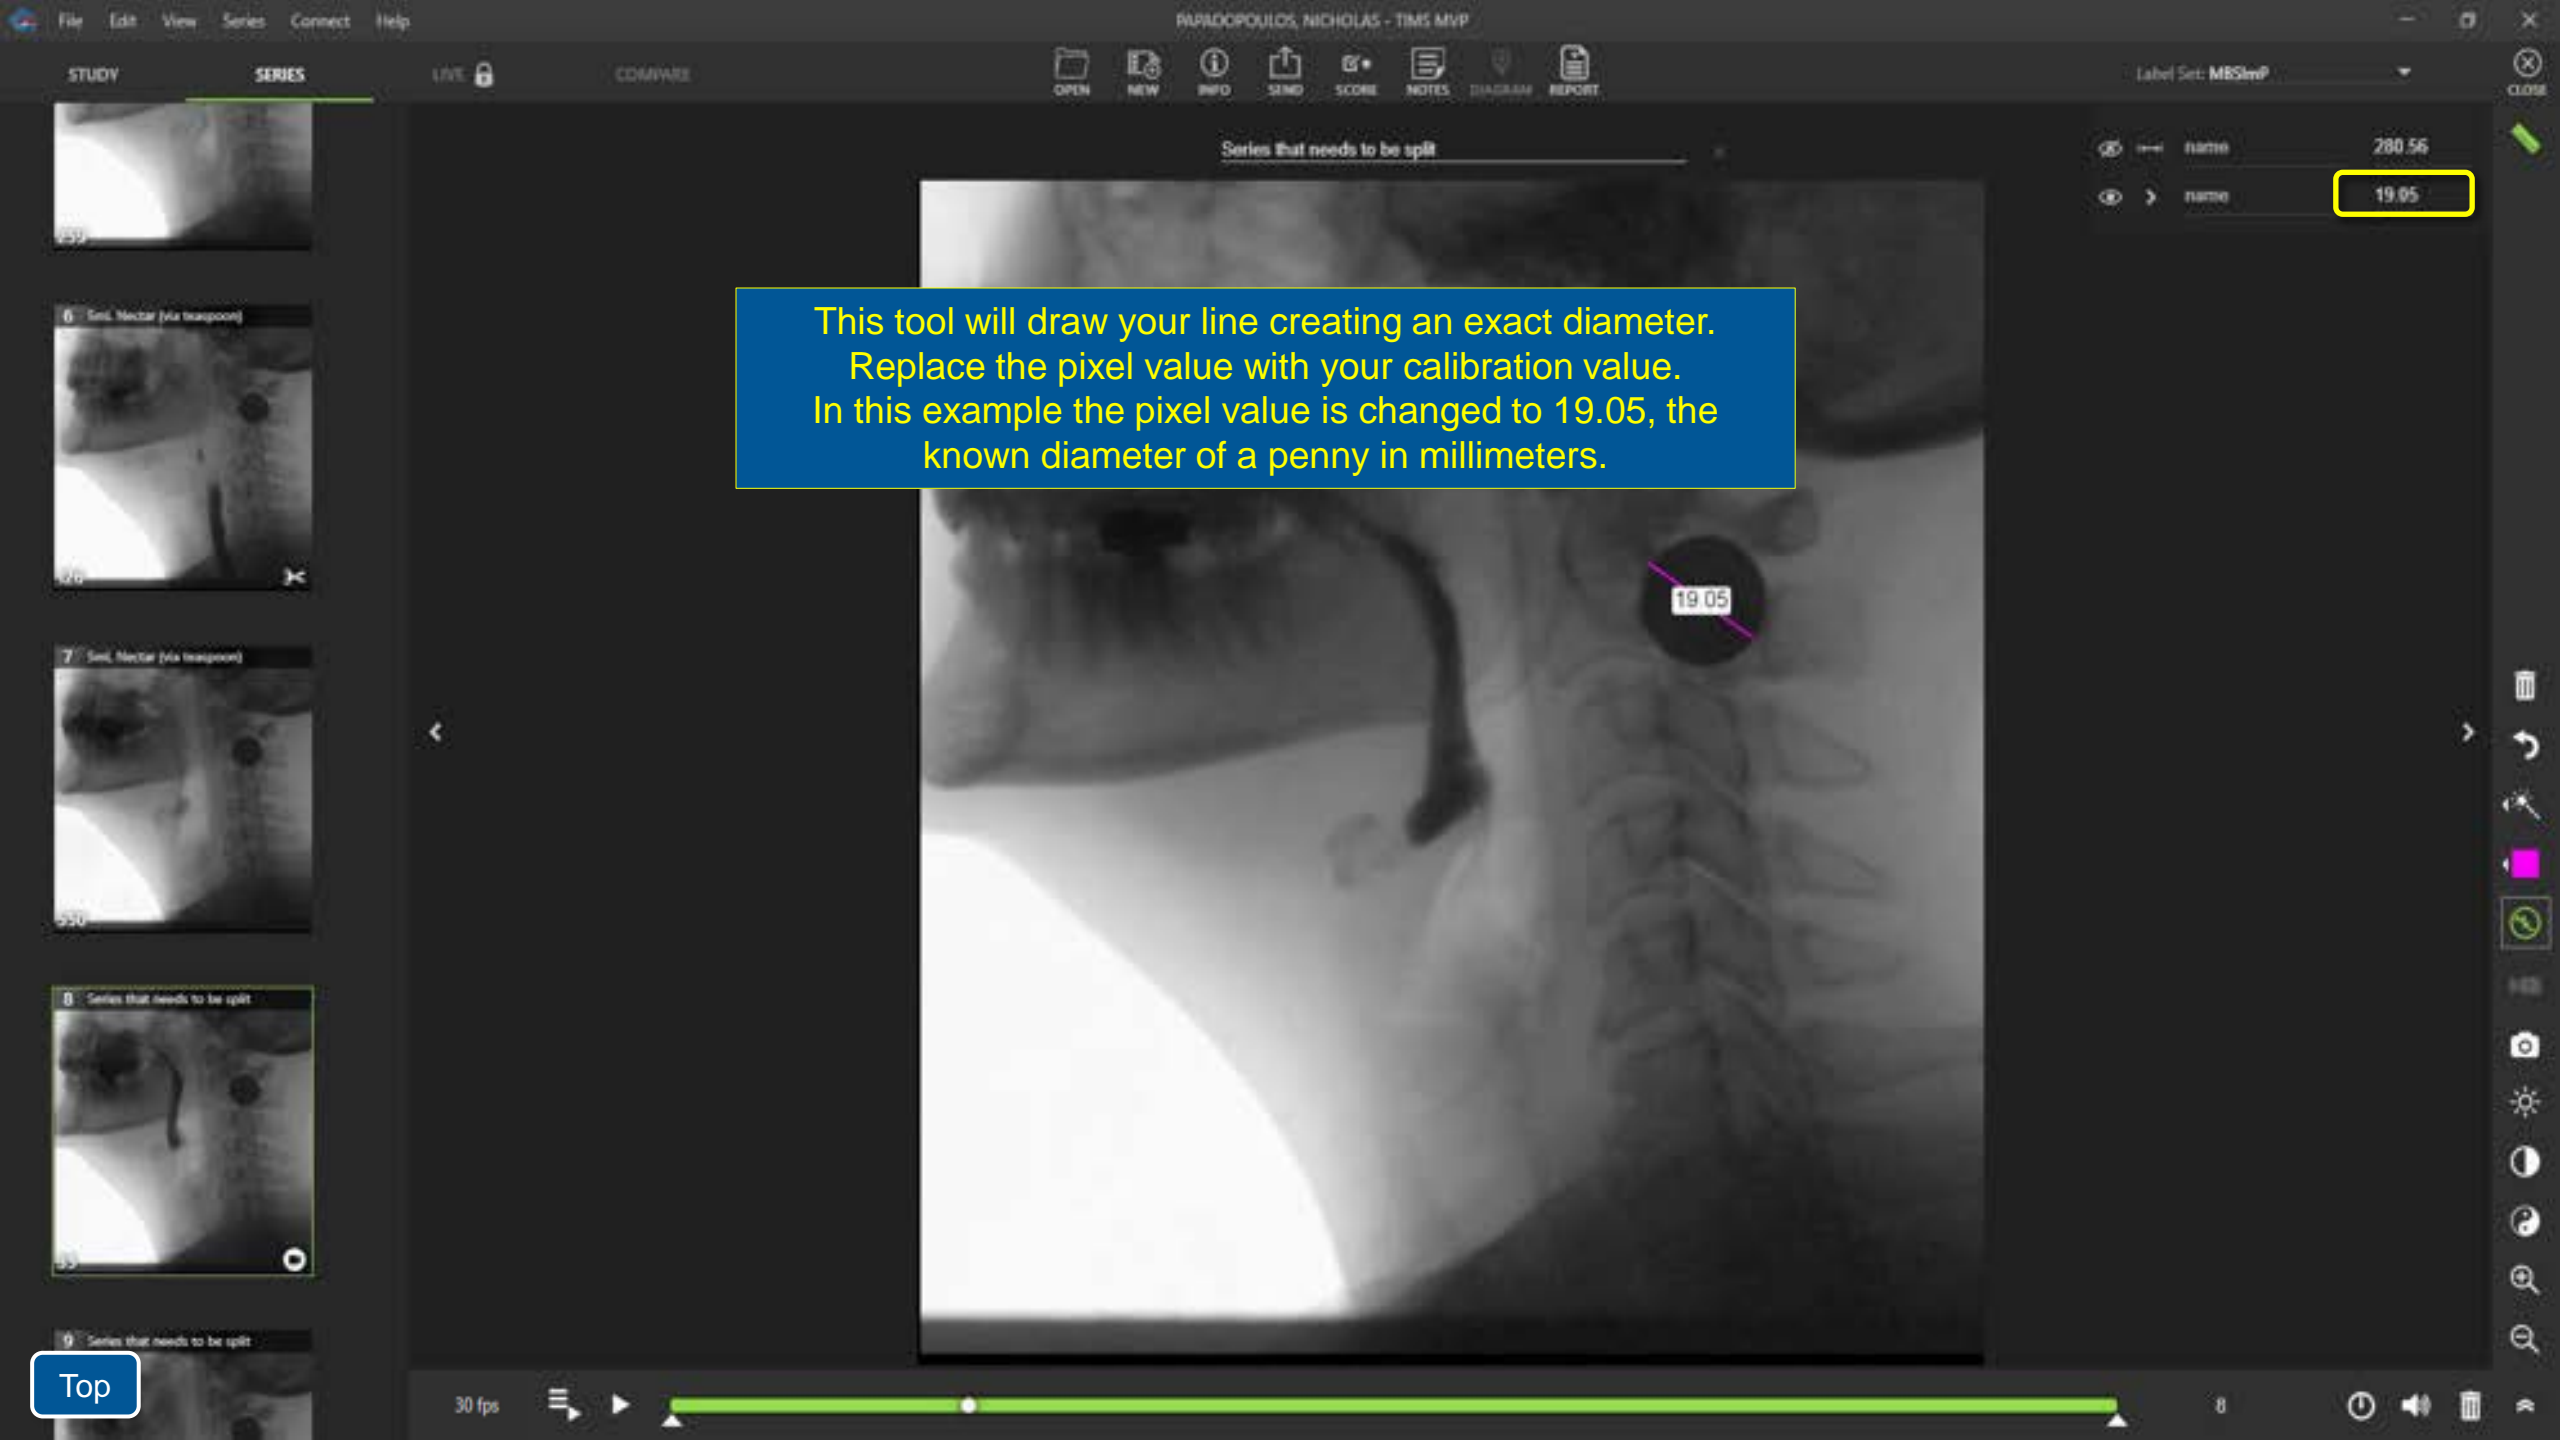 File Edit View Series Connect Help
PAPADOPOULOS, NICHOLAS - TIMS MVP
STUDY SERIES LIVE COMPARE
OPEN NEW INFO SEND SCORE NOTES DIAGRAM REPORT
Label Set: MBSImP
CLOSE
Series that needs to be split
name 280.56
name 19.05
This tool will draw your line creating an exact diameter.
Replace the pixel value with your calibration value.
In this example the pixel value is changed to 19.05, the
known diameter of a penny in millimeters.
19.05
6 5mL Nectar (via teaspoon)
7 5mL Nectar (via teaspoon)
8 Series that needs to be split
9 Series that needs to be split
Top
30 fps
8